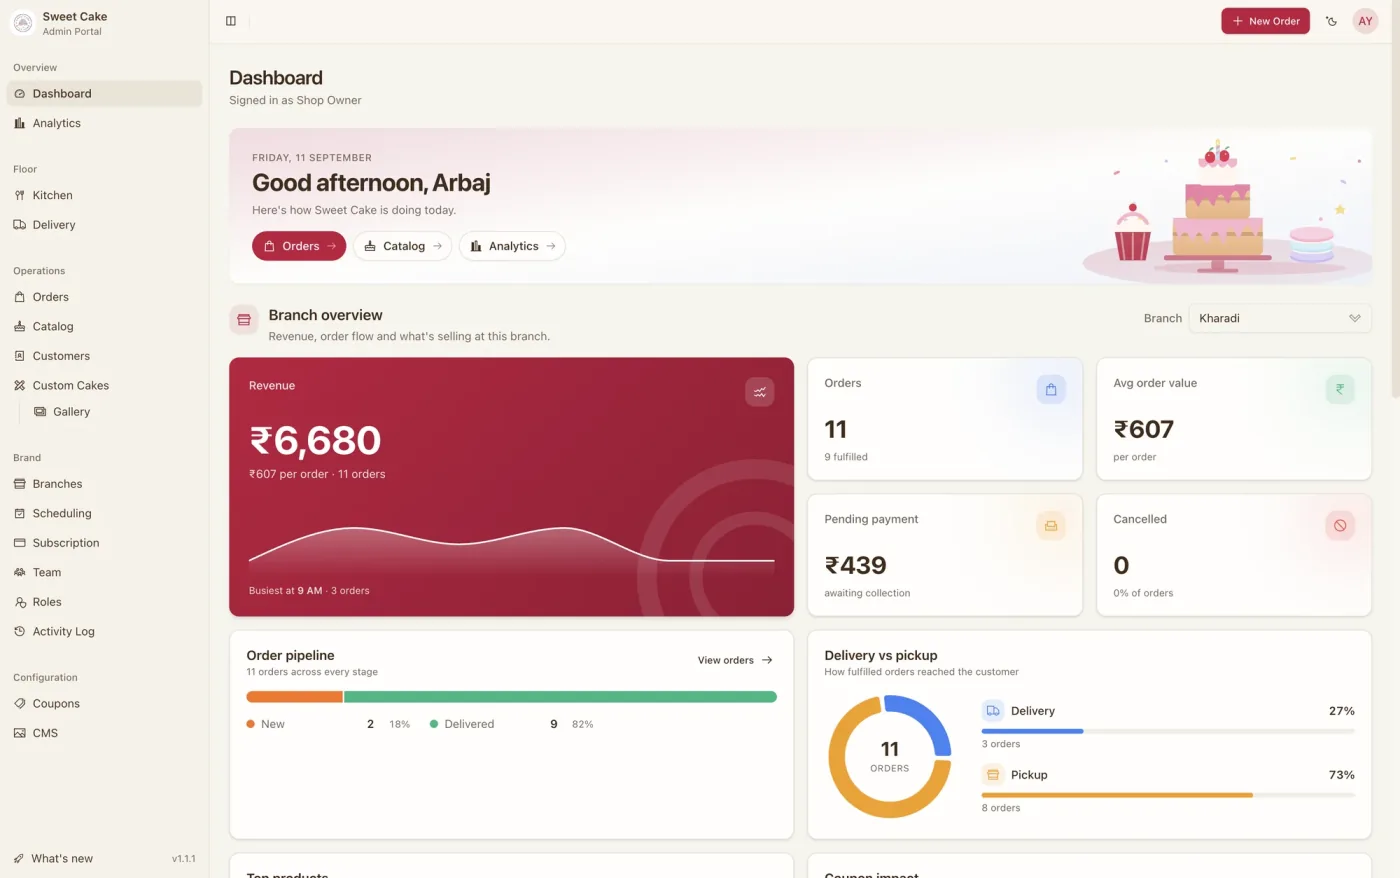 Sweet Cake
Admin Portal
Overview
Dashboard
Analytics
Floor
Kitchen
Delivery
Operations
Orders
Catalog
Customers
Custom Cakes
Gallery
Brand
Branches
Scheduling
Subscription
Team
Roles
Activity Log
Configuration
Coupons
CMS
What's new v1.1.1
New Order
AY
Dashboard
Signed in as Shop Owner
FRIDAY, 11 SEPTEMBER
Good afternoon, Arbaj
Here's how Sweet Cake is doing today.
Orders → Catalog → Analytics →
Branch overview
Revenue, order flow and what's selling at this branch.
Branch Kharadi
Revenue
₹6,680
₹607 per order · 11 orders
Busiest at 9 AM · 3 orders
Orders
11
9 fulfilled
Avg order value
₹
₹607
per order
Pending payment
₹439
awaiting collection
Cancelled
0
0% of orders
Order pipeline
11 orders across every stage
View orders →
New 2 18% Delivered 9 82%
Delivery vs pickup
How fulfilled orders reached the customer
11
ORDERS
Delivery 27%
3 orders
Pickup 73%
8 orders
Top products
Coupon impact